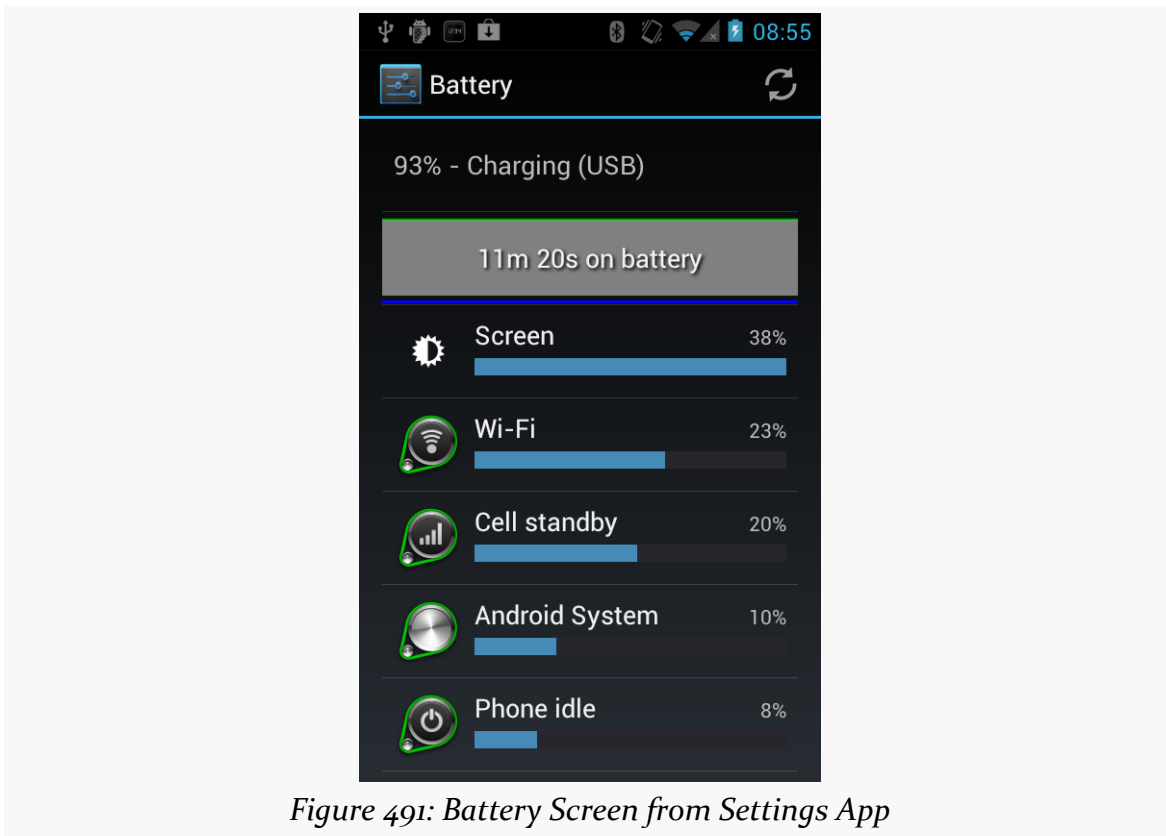 08:55
Battery
93% - Charging (USB)
11m 20s on battery
Screen 38%
Wi-Fi 23%
Cell standby 20%
Android System 10%
Phone idle 8%
Figure 491: Battery Screen from Settings App